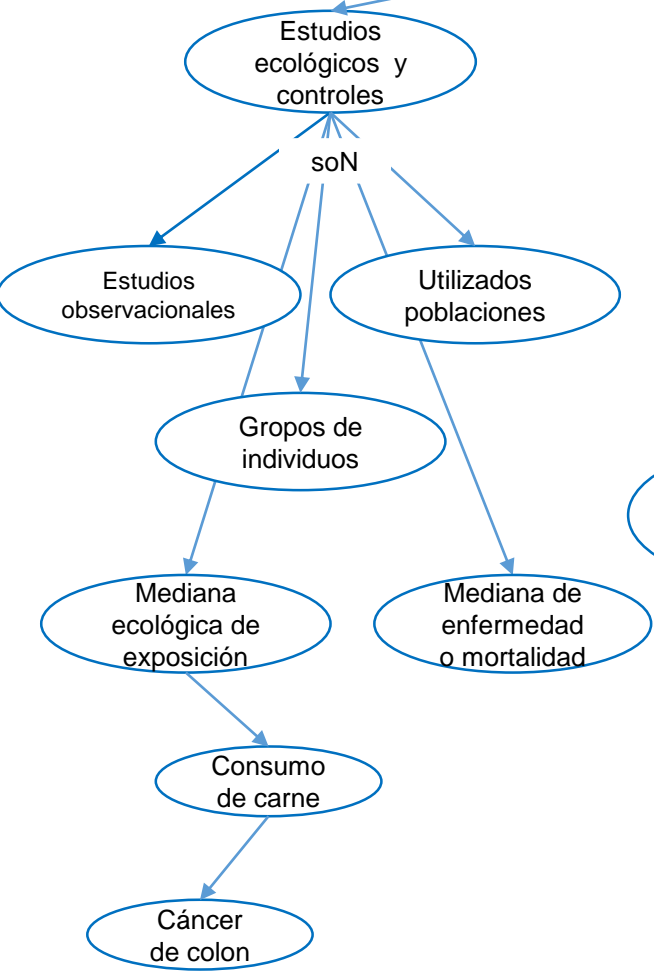 Estudios
ecológicos y
controles
soN
Estudios
observacionales
Utilizados
poblaciones
Gropos de
individuos
Mediana
ecológica de
exposición
Mediana de
enfermedad
o mortalidad
Consumo
de carne
Cáncer
de colon